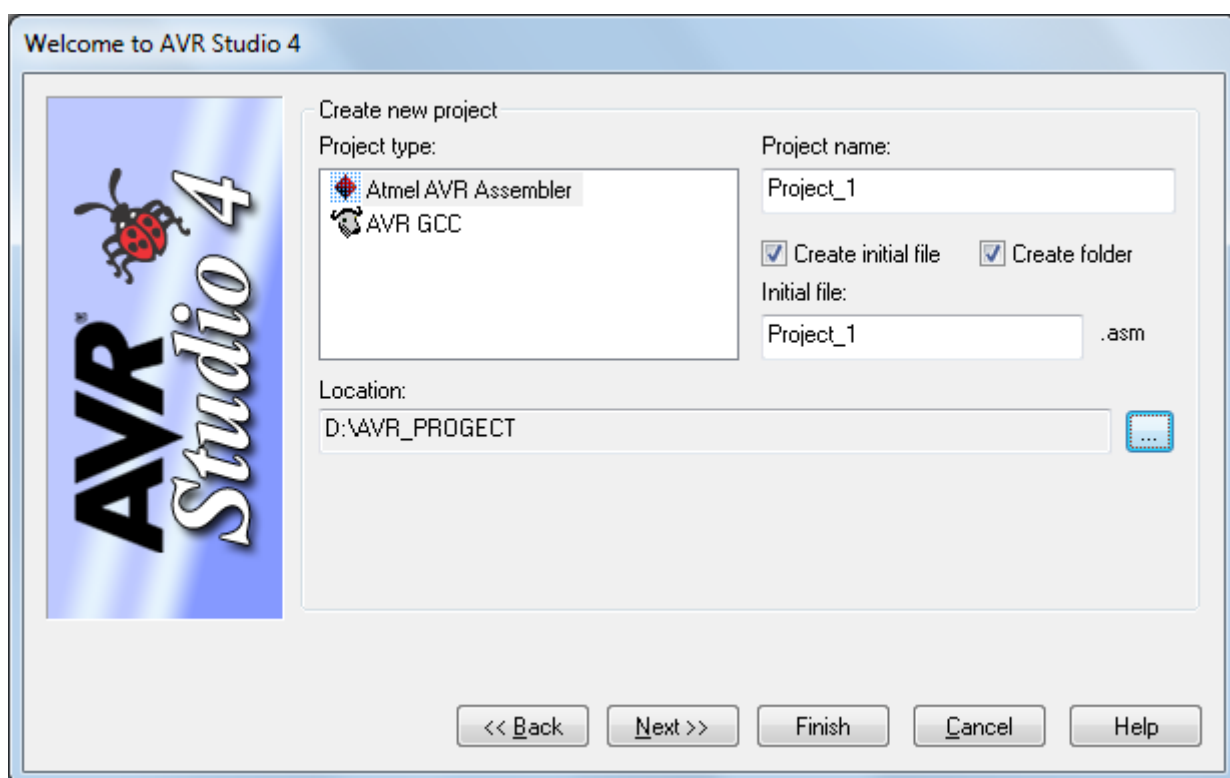 Welcome to AVR Studio 4
AVR®
Studio 4
Create new project
Project type:
Atmel AVR Assembler
AVR GCC
Project name:
Project_1
Create initial file
Create folder
Initial file:
Project_1
.asm
Location:
D:\AVR_PROGECT
...
<< Back
Next >>
Finish
Cancel
Help